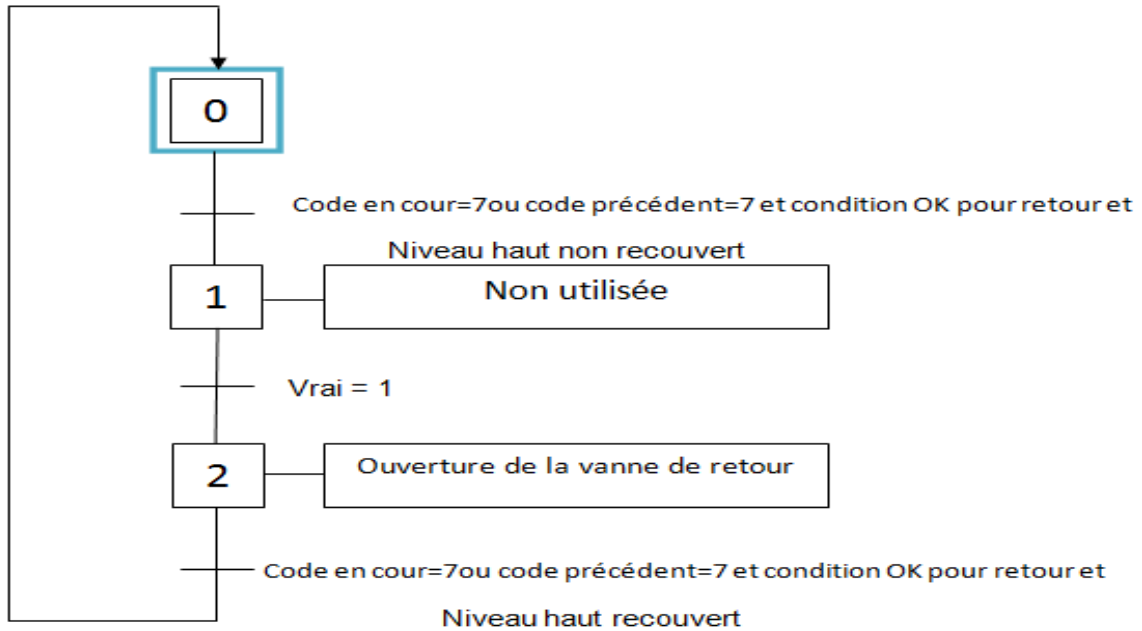 0
Code en cour=7ou code précédent=7 et condition OK pour retour et
Niveau haut non recouvert
1
Non utilisée
Vrai = 1
2
Ouverture de la vanne de retour
Code en cour=7ou code précédent=7 et condition OK pour retour et
Niveau haut recouvert